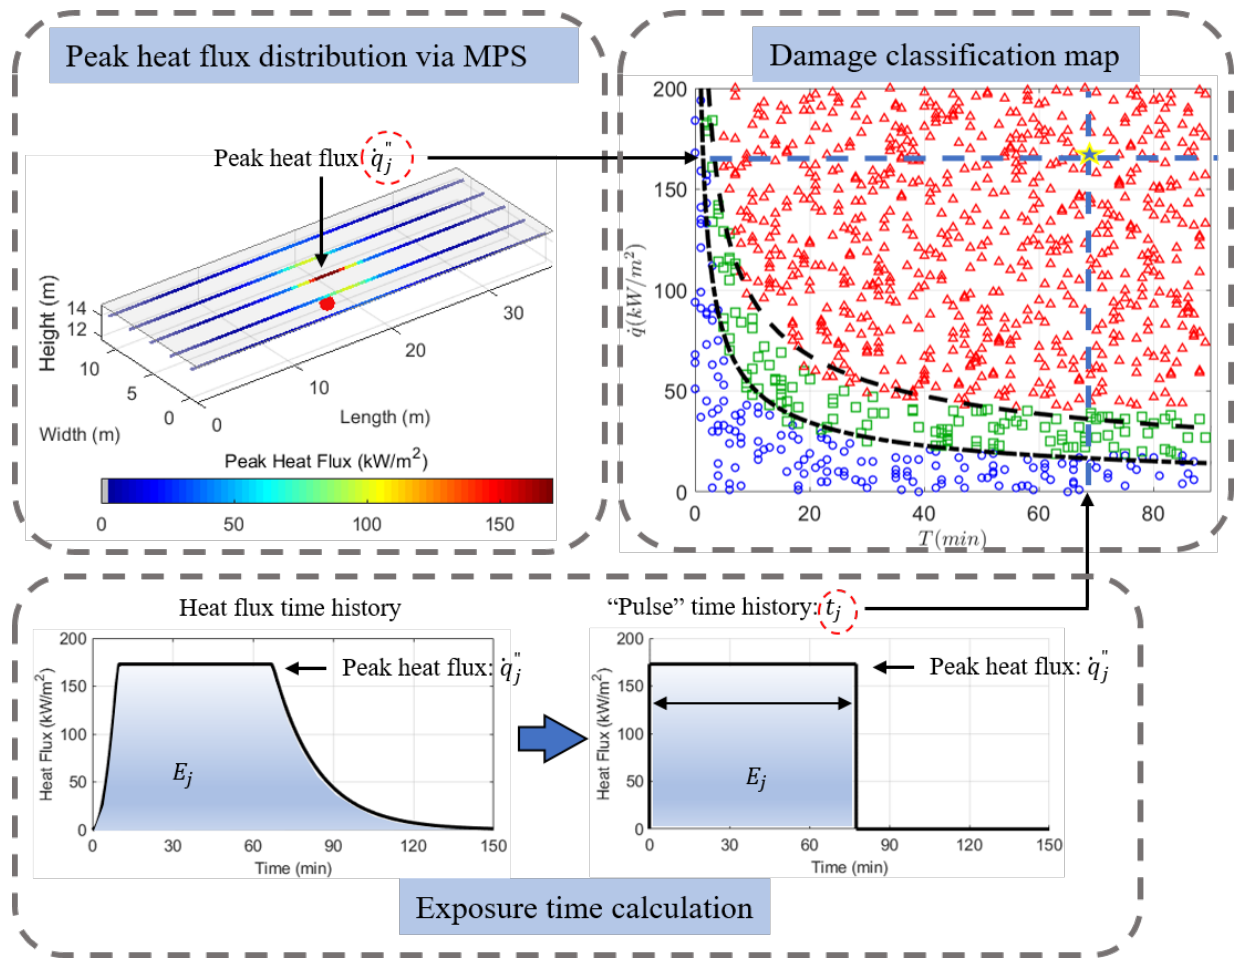 Peak heat flux distribution via MPS
Peak heat flux q̇"j
Height (m)
14
12
10
5
0
Width (m)
0
10
20
30
Length (m)
Peak Heat Flux (kW/m²)
0 50 100 150
Damage classification map
q̇(kW/m²)
200
150
100
50
0
0 20 40 60 80
T(min)
Heat flux time history
Peak heat flux: q̇"j
Heat Flux (kW/m²)
200
150
100
50
0
Ej
0 30 60 90 120 150
Time (min)
"Pulse" time history: tj
Peak heat flux: q̇"j
Heat Flux (kW/m²)
200
150
100
50
0
Ej
0 30 60 90 120 150
Time (min)
Exposure time calculation